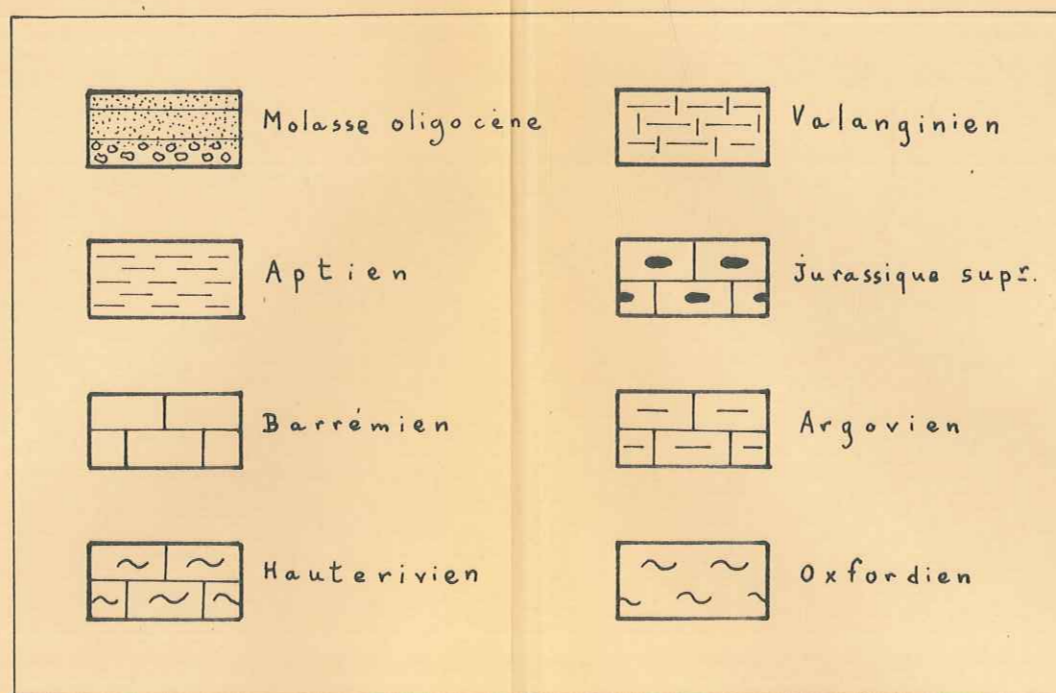 Molasse oligocène
Aptien
Barrémien
Hauterivien
Valanginien
Jurassique supr.
Argovien
Oxfordien